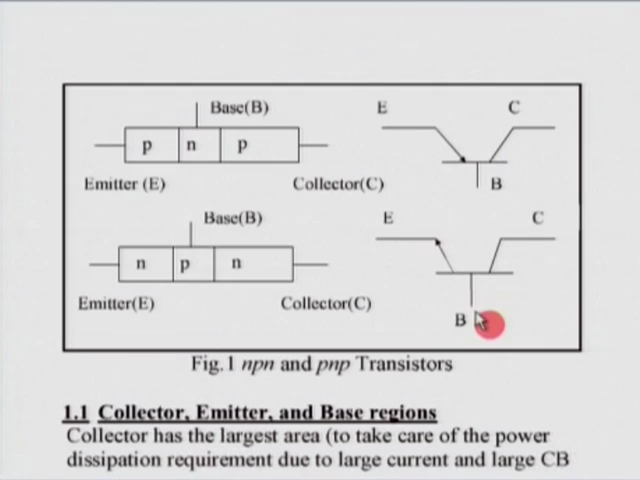 Base(B) E C
p n p
Emitter (E) Collector(C) B
Base(B) E C
n p n
Emitter(E) Collector(C)
B
Fig.1 npn and pnp Transistors
1.1 Collector, Emitter, and Base regions
Collector has the largest area (to take care of the power
dissipation requirement due to large current and large CB